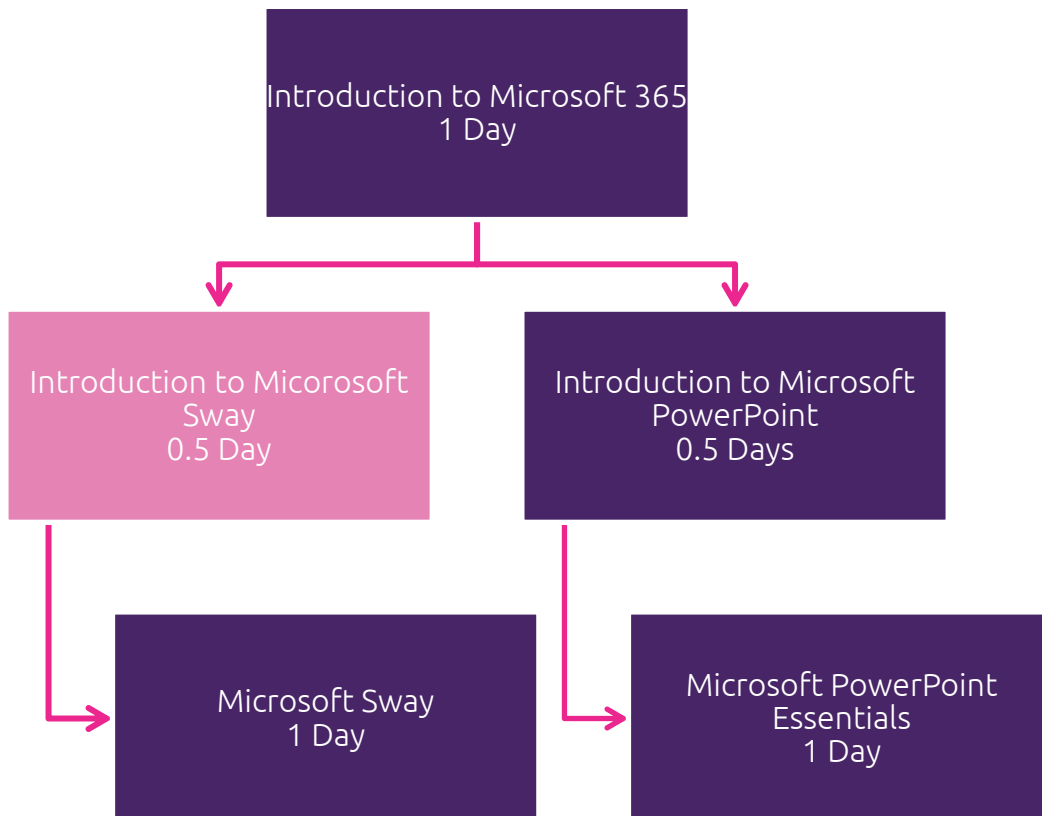 Introduction to Microsoft 365
1 Day
Introduction to Micorosoft
Sway
0.5 Day
Introduction to Microsoft
PowerPoint
0.5 Days
Microsoft Sway
1 Day
Microsoft PowerPoint
Essentials
1 Day